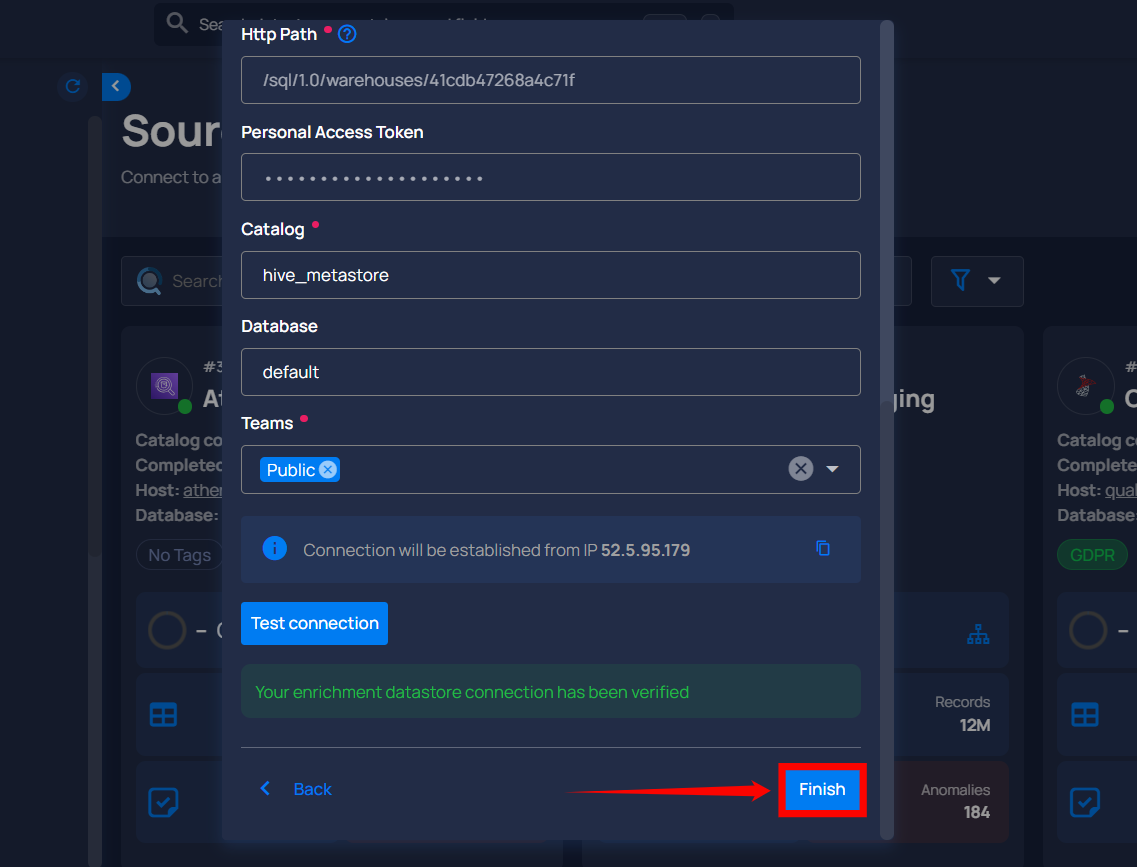 Http Path
/sql/1.0/warehouses/41cdb47268a4c71f
Personal Access Token
Catalog
hive_metastore
Database
default
Teams
Public
Connection will be established from IP 52.5.95.179
Test connection
Your enrichment datastore connection has been verified
Back
Finish
Sour
Connect to a
Search
#3
At
Catalog co
Completed
Host: athen
Database:
No Tags
ging
Records
12M
Anomalies
184
#
C
Catalog c
Complete
Host: qual
Database:
GDPR